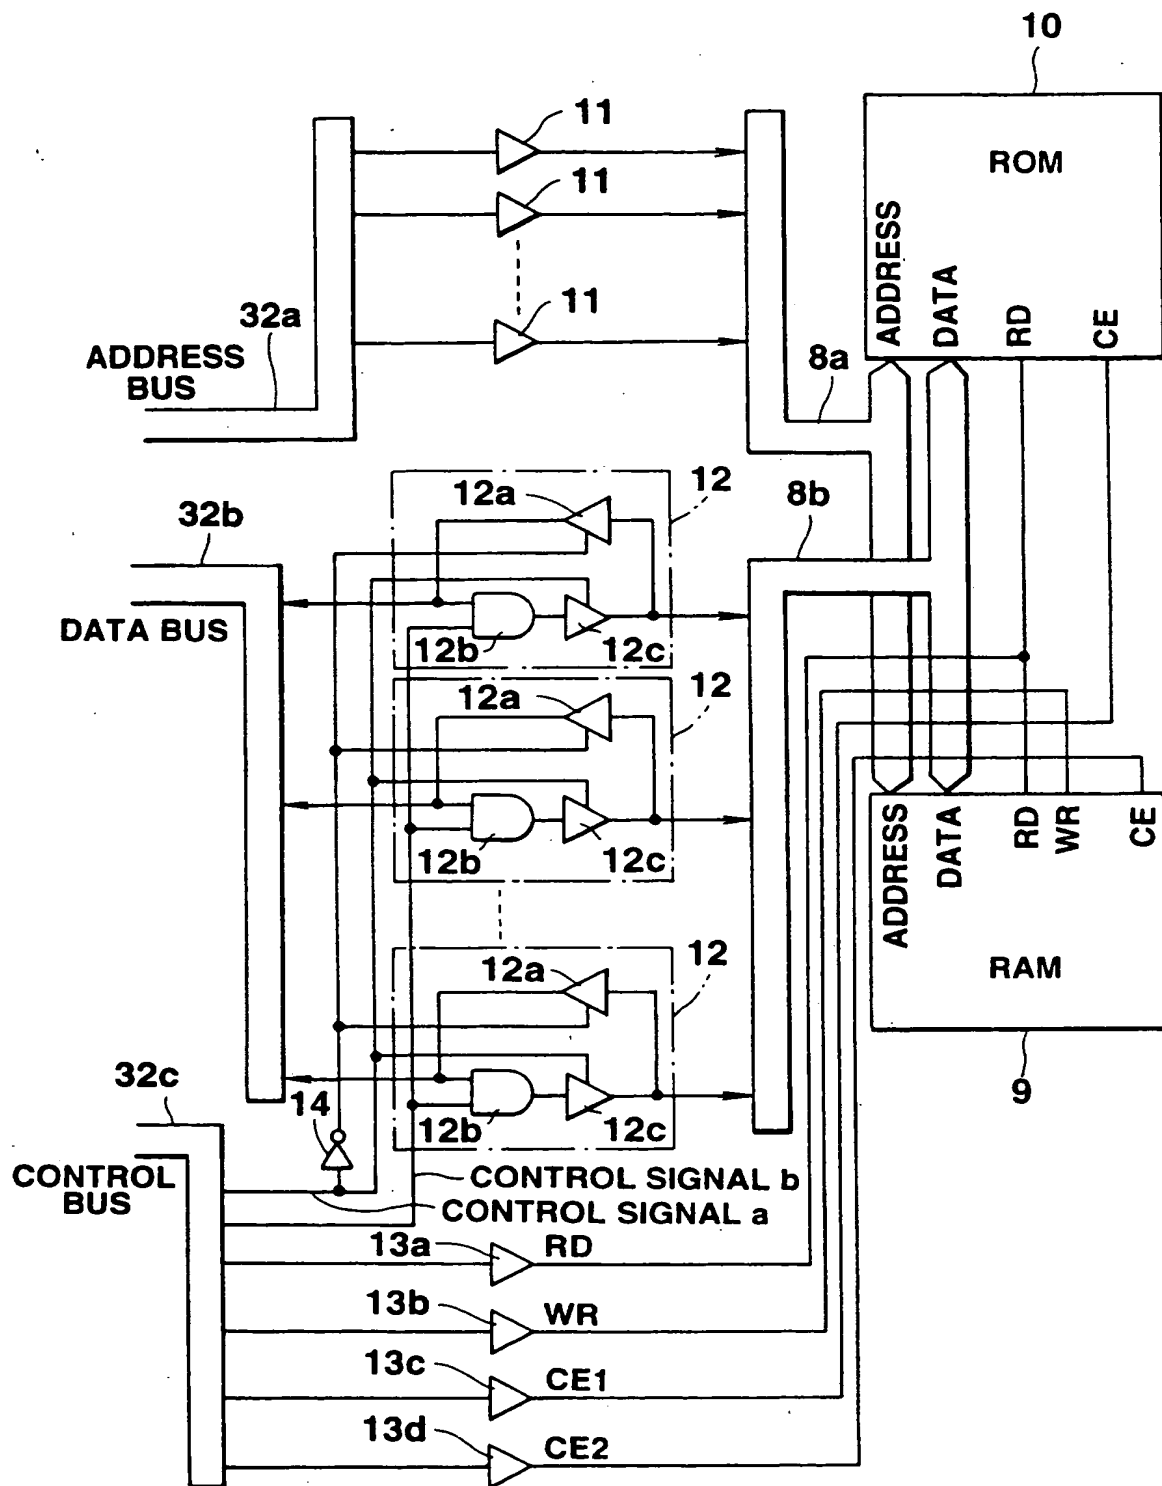 10
11
ROM
11
ADDRESS
DATA
RD
CE
32a
11
ADDRESS
BUS
8a
12a
12
8b
32b
DATA BUS
12b
12c
12a
12
12b
12c
ADDRESS
DATA
RD
WR
CE
12a
12
RAM
32c
14
12b
12c
9
CONTROL
BUS
CONTROL SIGNAL b
CONTROL SIGNAL a
13a
RD
13b
WR
13c
CE1
13d
CE2